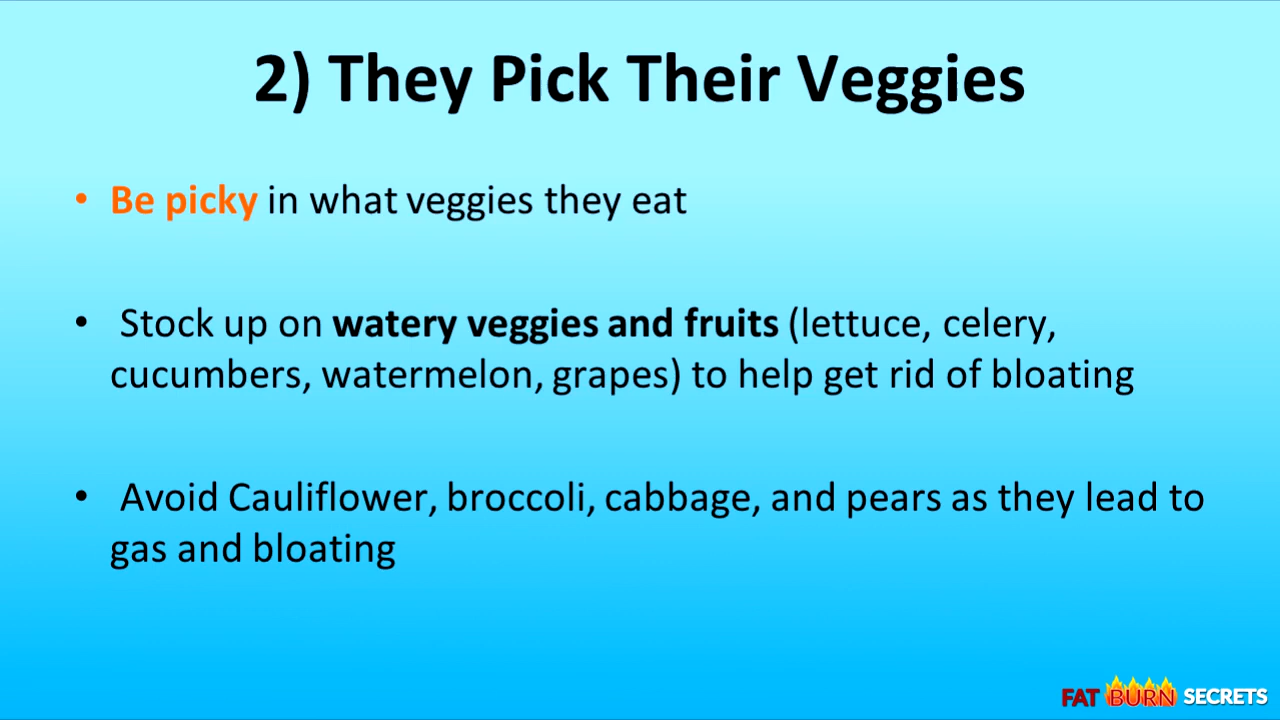 2) They Pick Their Veggies
• Be picky in what veggies they eat
• Stock up on watery veggies and fruits (lettuce, celery,
cucumbers, watermelon, grapes) to help get rid of bloating
• Avoid Cauliflower, broccoli, cabbage, and pears as they lead to
gas and bloating
FAT BURN SECRETS